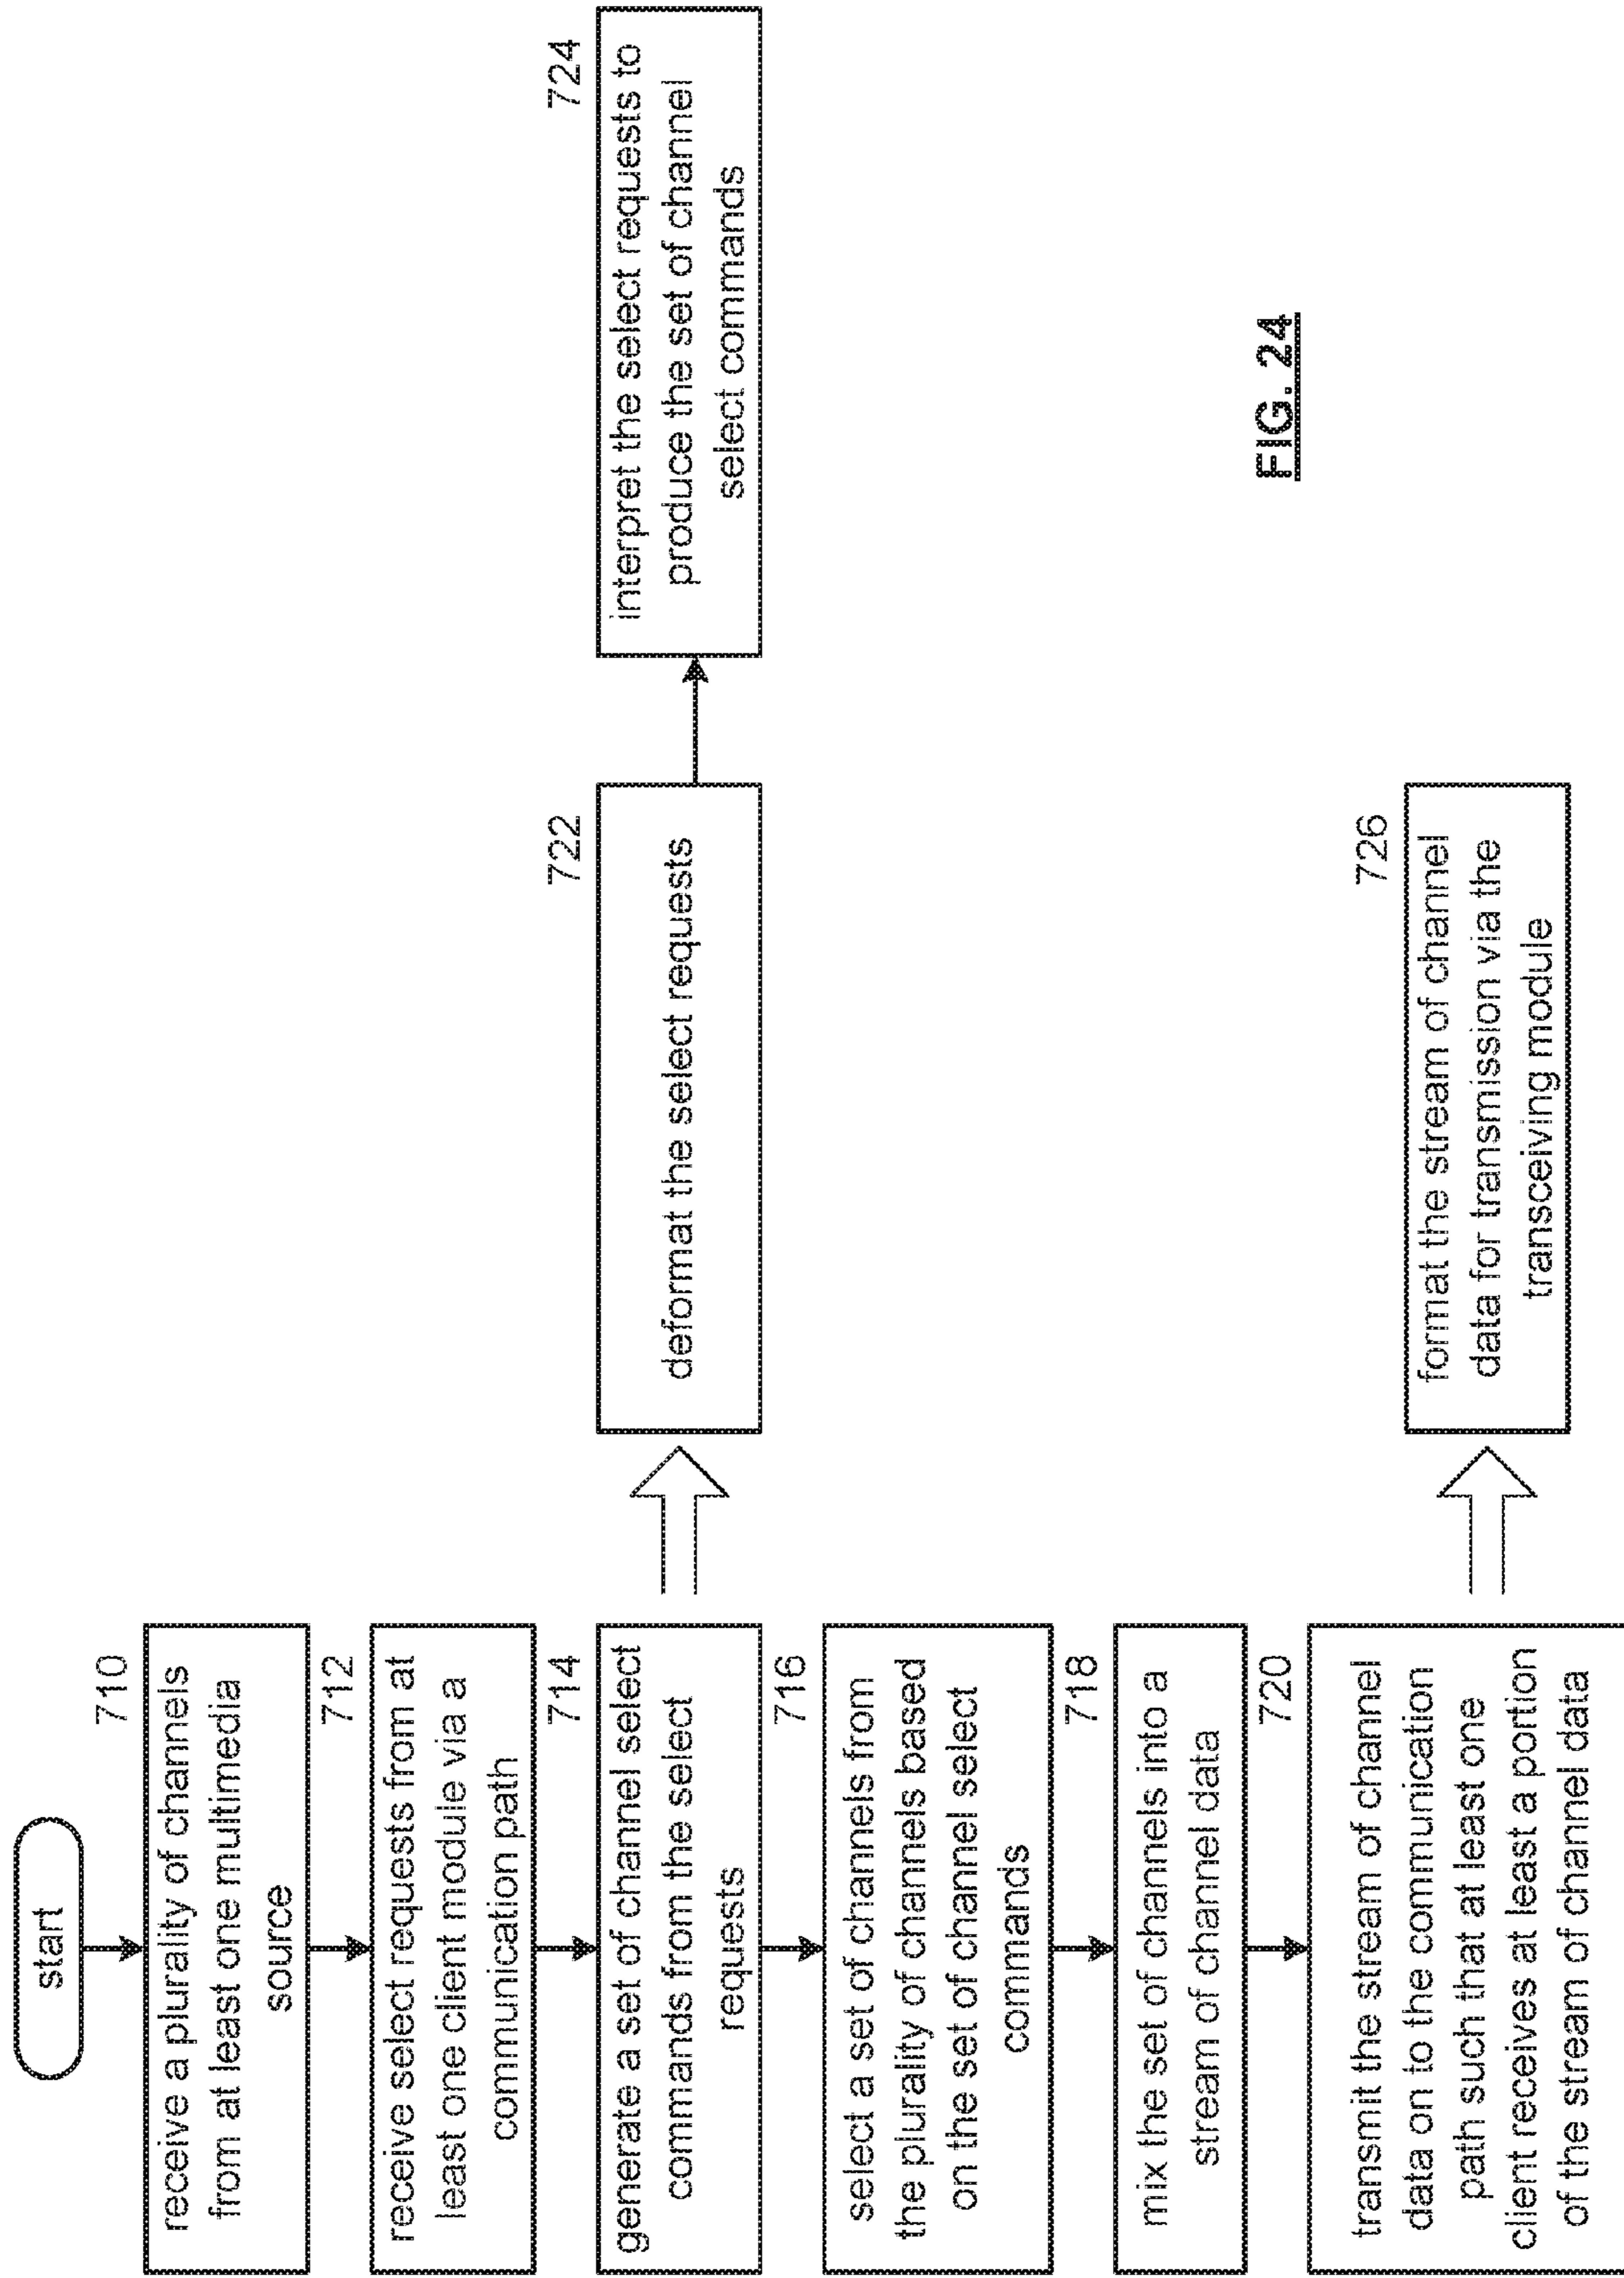 start
710
receive a plurality of channels
from at least one multimedia
source
712
receive select requests from at
least one client module via a
communication path
714
generate a set of channel select
commands from the select
requests
722
deformat the select requests
724
interpret the select requests to
produce the set of channel
select commands
716
select a set of channels from
the plurality of channels based
on the set of channel select
commands
718
mix the set of channels into a
stream of channel data
720
transmit the stream of channel
data on to the communication
path such that at least one
client receives at least a portion
of the stream of channel data
726
format the stream of channel
data for transmission via the
transceiving module
FIG. 24